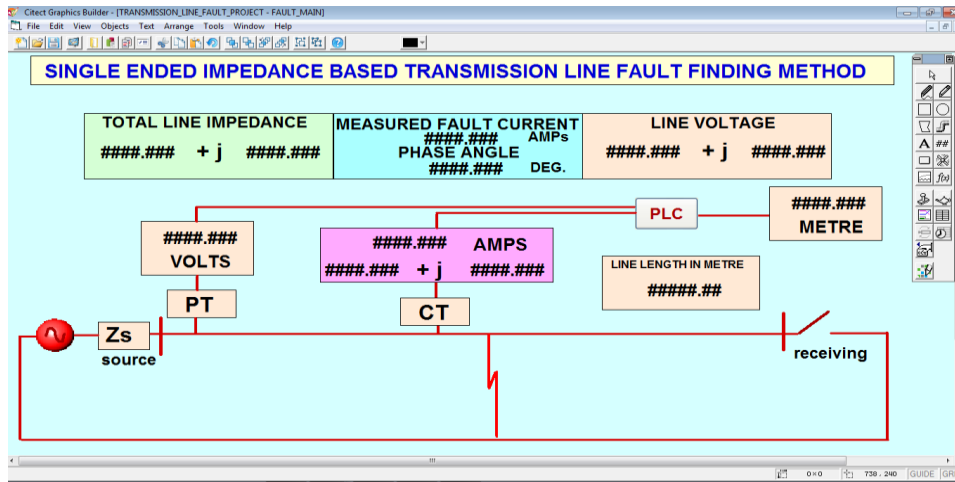 Citect Graphics Builder - [TRANSMISSION_LINE_FAULT_PROJECT - FAULT_MAIN]
File Edit View Objects Text Arrange Tools Window Help
SINGLE ENDED IMPEDANCE BASED TRANSMISSION LINE FAULT FINDING METHOD
TOTAL LINE IMPEDANCE
####.### + j ####.###
MEASURED FAULT CURRENT
####.### AMPs
PHASE ANGLE
####.### DEG.
LINE VOLTAGE
####.### + j ####.###
A ##
f(x)
PLC
####.###
METRE
####.###
VOLTS
####.### AMPS
####.### + j ####.###
LINE LENGTH IN METRE
#####.##
PT
CT
Zs
source
receiving
0×0 738, 240 GUIDE GRI